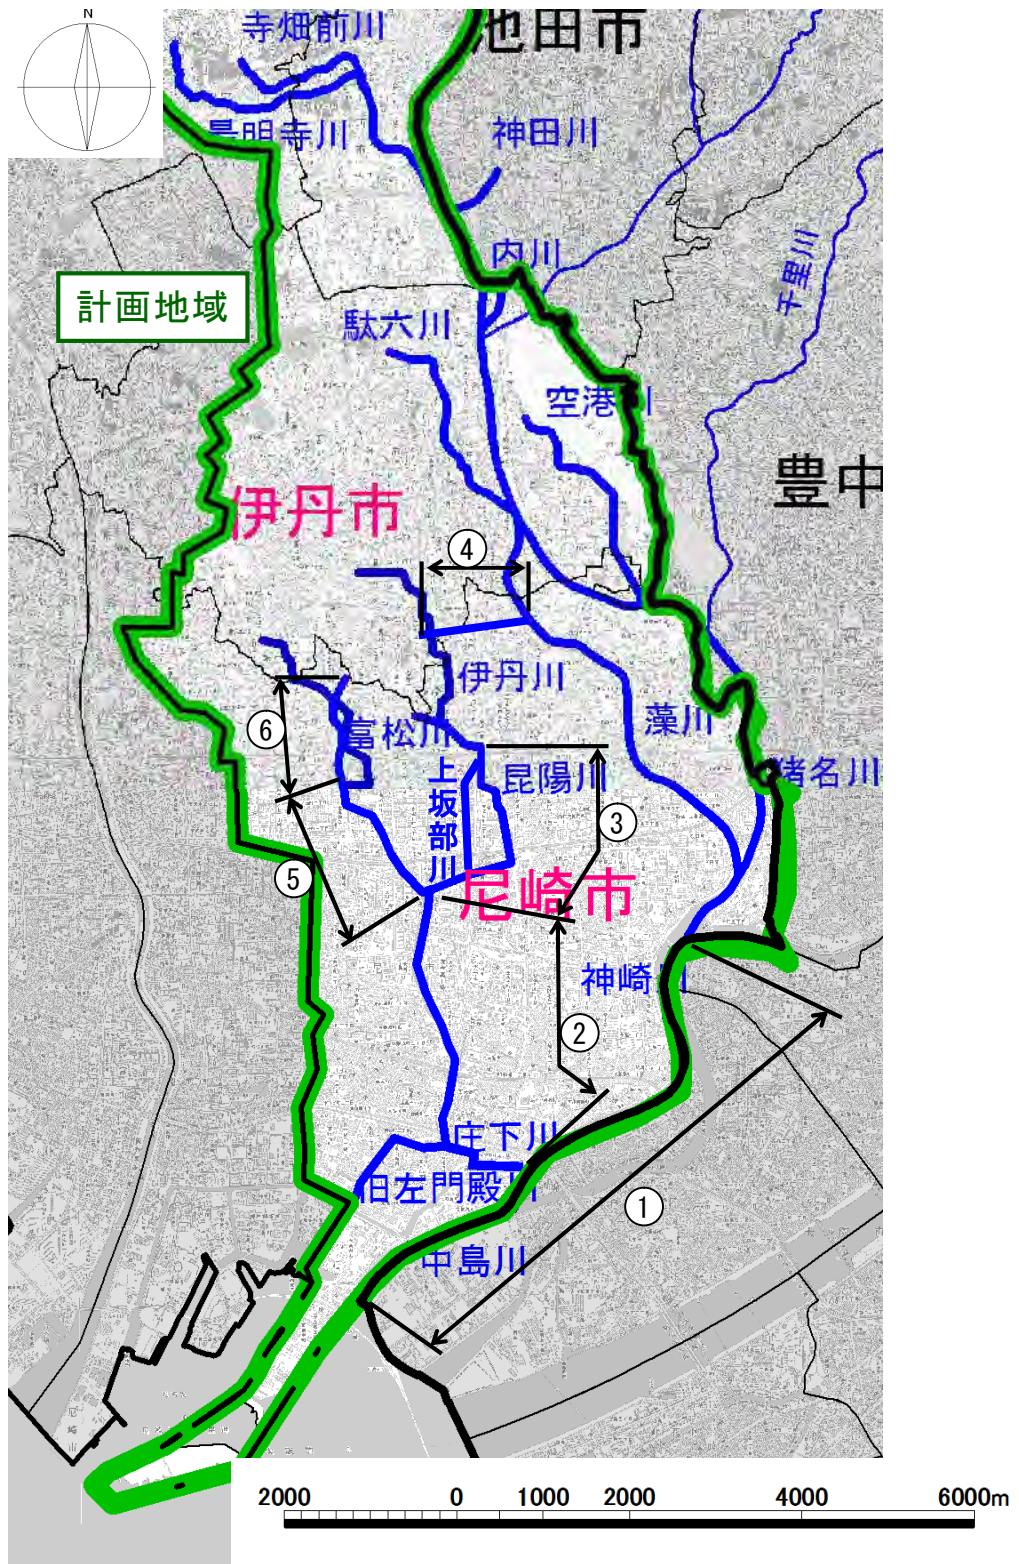 N
寺畑前川
池田市
最明寺川
神田川
内川
千里川
計画地域
駄六川
空港川
豊中
伊丹市
④
伊丹川
藻川
⑥
富松川
猪名川
昆陽川
上坂部川
③
⑤
尼崎市
神崎川
②
庄下川
旧左門殿川
①
中島川
2000 0 1000 2000 4000 6000m